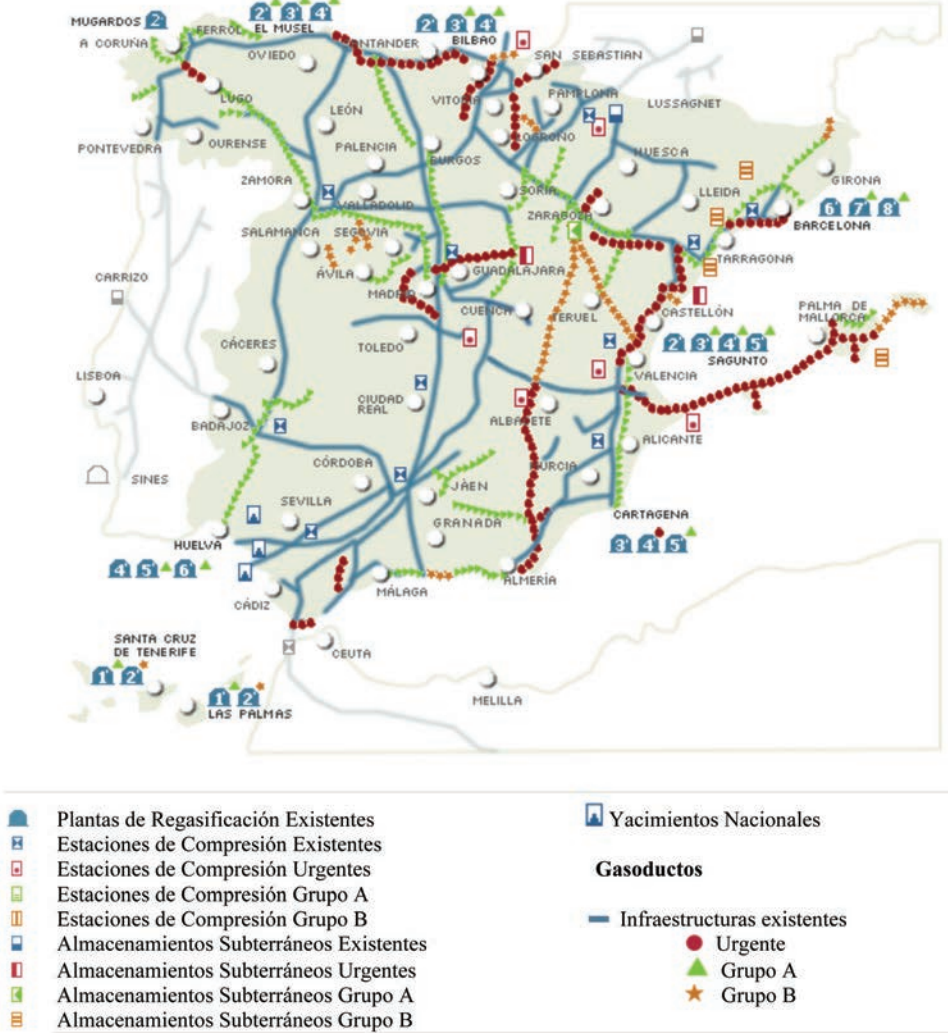 MUGARDOS 2'
FERROL
2' 3' 4'
EL MUSEL
A CORUÑA
OVIEDO
ANTANDER
2' 3' 4'
BILBAO
SAN SEBASTIAN
LUGO
LEÓN
VITORIA
PAMPLONA
LUSSAGNET
PONTEVEDRA
OURENSE
PALENCIA
BURGOS
LOGROÑO
HUESCA
ZAMORA
VALLADOLID
SORIA
ZARAGOZA
LLEIDA
GIRONA
SALAMANCA
SEGOVIA
6' 7' 8'
BARCELONA
ÁVILA
GUADALAJARA
TARRAGONA
CARRIZO
MADRID
CUENCA
TERUEL
CASTELLÓN
PALMA DE
MALLORCA
CÁCERES
TOLEDO
2' 3' 4' 5'
SAGUNTO
LISBOA
VALENCIA
CIUDAD
REAL
BADAJOZ
ALBACETE
ALICANTE
SINES
CÓRDOBA
MURCIA
SEVILLA
JÀEN
GRANADA
CARTAGENA
3' 4' 5'
HUELVA
4' 5' 6'
CÁDIZ
MÁLAGA
ALMERÍA
SANTA CRUZ
DE TENERIFE
1' 2'
CEUTA
1' 2'
LAS PALMAS
MELILLA
Plantas de Regasificación Existentes
Estaciones de Compresión Existentes
Estaciones de Compresión Urgentes
Estaciones de Compresión Grupo A
Estaciones de Compresión Grupo B
Almacenamientos Subterráneos Existentes
Almacenamientos Subterráneos Urgentes
Almacenamientos Subterráneos Grupo A
Almacenamientos Subterráneos Grupo B
Yacimientos Nacionales
Gasoductos
Infraestructuras existentes
Urgente
Grupo A
Grupo B